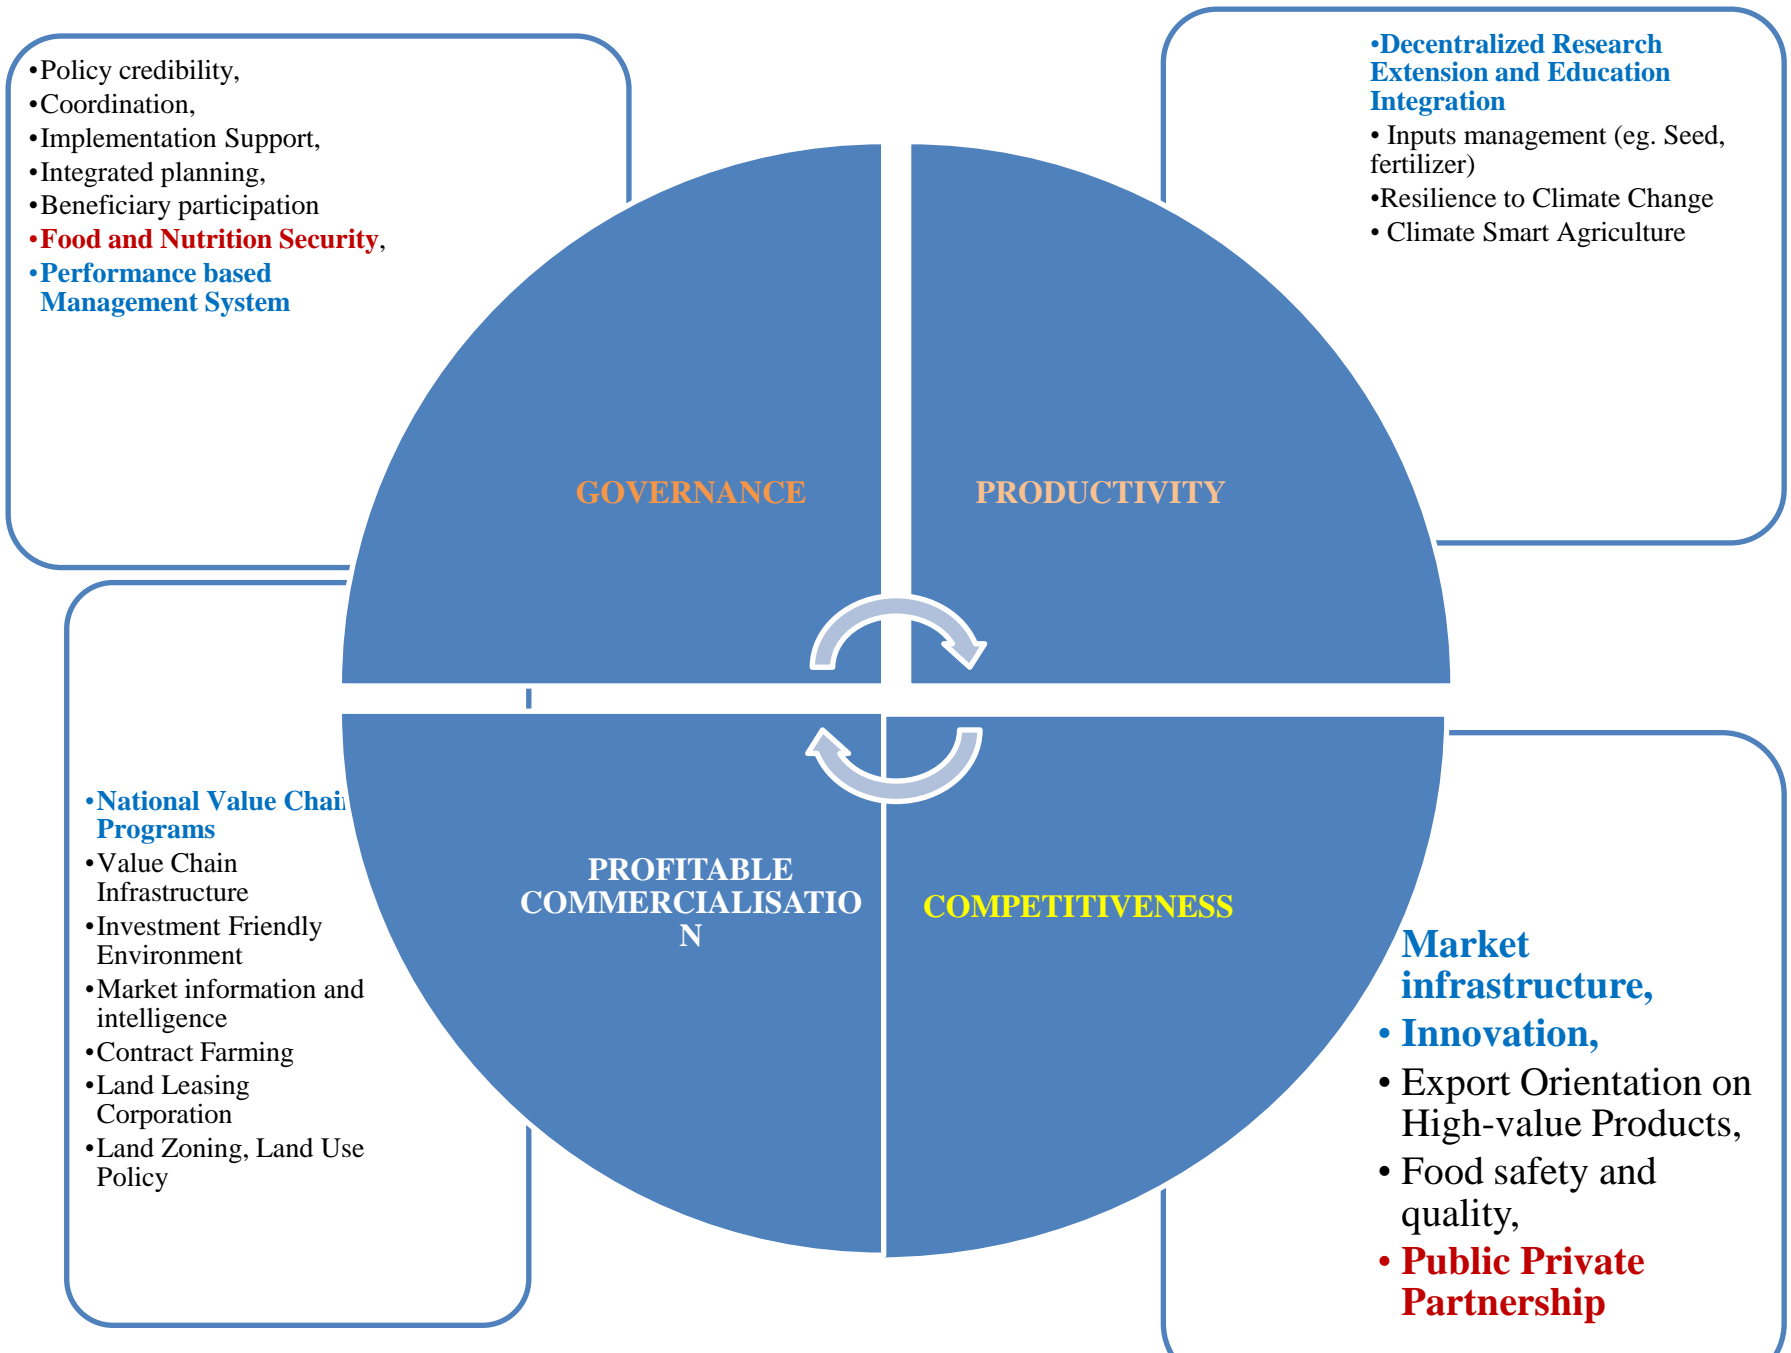 •Policy credibility,
•Coordination,
•Implementation Support,
•Integrated planning,
•Beneficiary participation
•Food and Nutrition Security,
•Performance based
Management System
•Decentralized Research
Extension and Education
Integration
• Inputs management (eg. Seed,
fertilizer)
•Resilience to Climate Change
• Climate Smart Agriculture
GOVERNANCE
PRODUCTIVITY
•National Value Chain
Programs
•Value Chain
Infrastructure
•Investment Friendly
Environment
•Market information and
intelligence
•Contract Farming
•Land Leasing
Corporation
•Land Zoning, Land Use
Policy
PROFITABLE
COMMERCIALISATIO
N
COMPETITIVENESS
Market
infrastructure,
• Innovation,
• Export Orientation on
High-value Products,
• Food safety and
quality,
• Public Private
Partnership